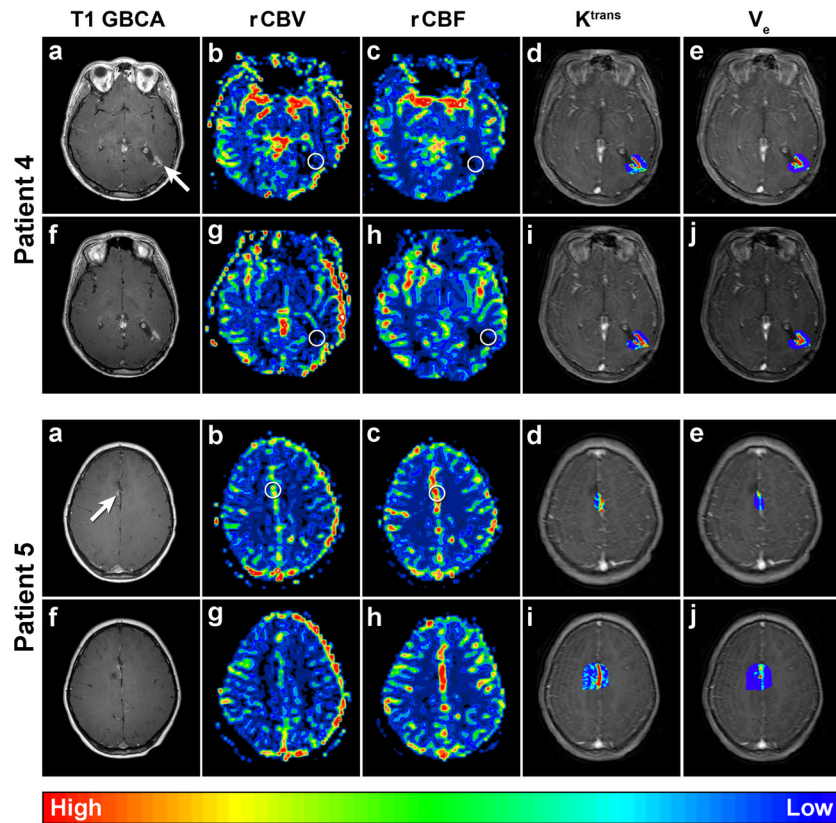 T1 GBCA rCBV rCBF K^trans V_e
Patient 4
a b c d e
f g h i j
Patient 5
a b c d e
f g h i j
High Low